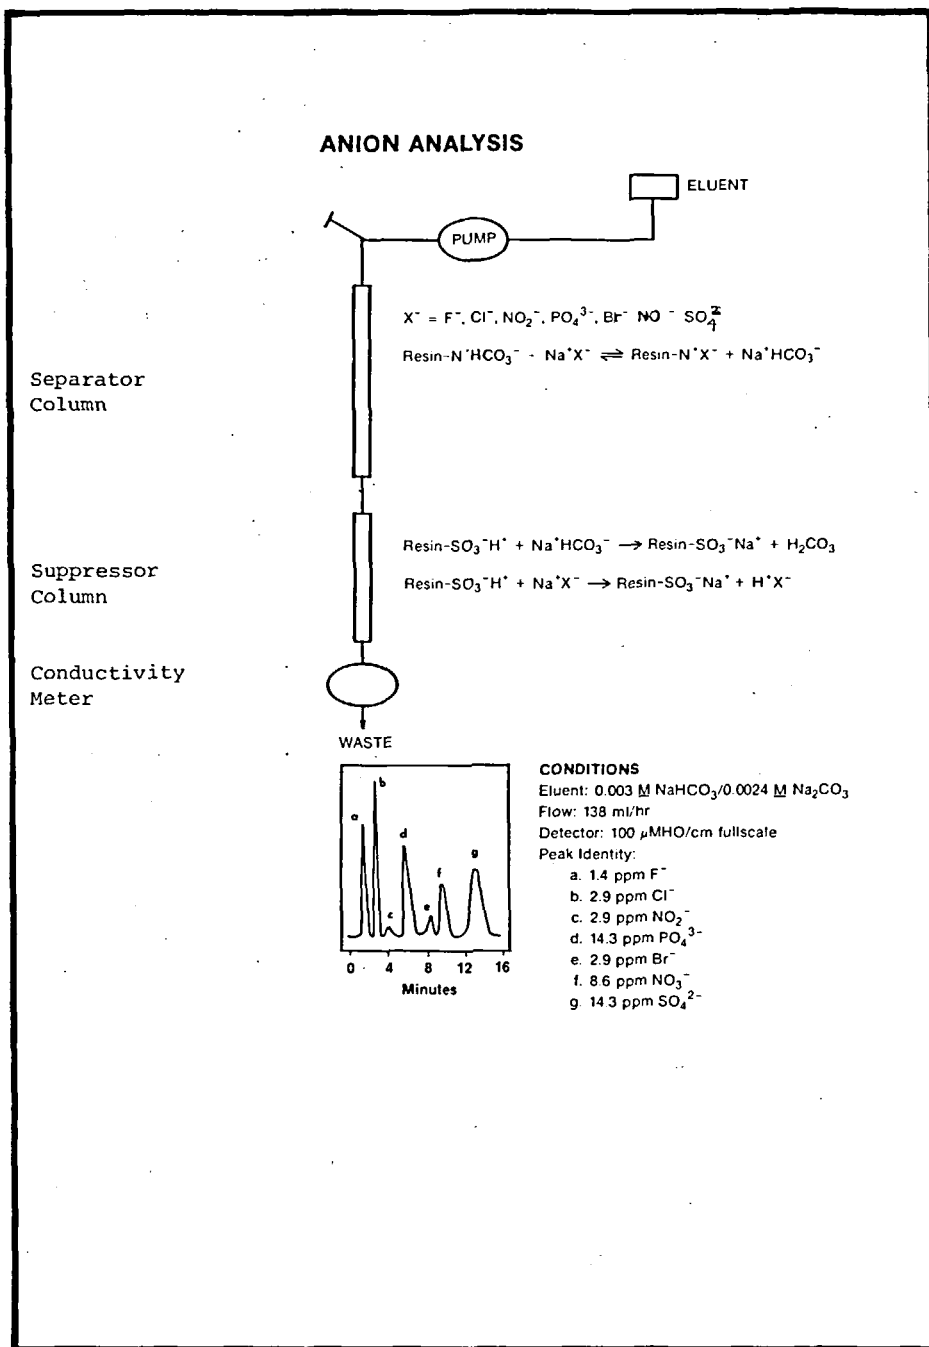 ANION ANALYSIS
ELUENT
PUMP
X⁻ = F⁻, Cl⁻, NO₂⁻, PO₄³⁻, Br⁻ NO ⁻ SO₄²
Resin-N⁺HCO₃⁻ - Na⁺X⁻ ⇌ Resin-N⁺X⁻ + Na⁺HCO₃⁻
Separator
Column
Resin-SO₃⁻H⁺ + Na⁺HCO₃⁻ → Resin-SO₃⁻Na⁺ + H₂CO₃
Suppressor
Column
Resin-SO₃⁻H⁺ + Na⁺X⁻ → Resin-SO₃⁻Na⁺ + H⁺X⁻
Conductivity
Meter
WASTE
a
b
c
d
e
f
g
0 4 8 12 16
Minutes
CONDITIONS
Eluent: 0.003 M NaHCO₃/0.0024 M Na₂CO₃
Flow: 138 ml/hr
Detector: 100 µMHO/cm fullscale
Peak Identity:
a. 1.4 ppm F⁻
b. 2.9 ppm Cl⁻
c. 2.9 ppm NO₂⁻
d. 14.3 ppm PO₄³⁻
e. 2.9 ppm Br⁻
f. 8.6 ppm NO₃⁻
g. 14.3 ppm SO₄²⁻